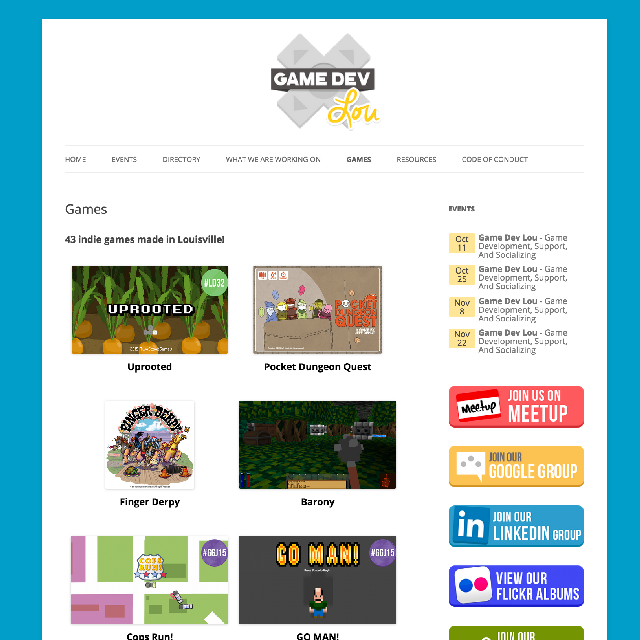 GAME DEV
Lou
HOME EVENTS DIRECTORY WHAT WE ARE WORKING ON GAMES RESOURCES CODE OF CONDUCT
Games
43 indie games made in Louisville!
#LD32
UPROOTED
Uprooted
POCKET
QUEST
Pocket Dungeon Quest
FINGER DERPY
Finger Derpy
Barony
#GGJ15
COPS
RUN!
Cops Run!
#GGJ15
GO MAN!
GO MAN!
EVENTS
Oct 11
Game Dev Lou - Game
Development, Support,
And Socializing
Oct 25
Game Dev Lou - Game
Development, Support,
And Socializing
Nov 8
Game Dev Lou - Game
Development, Support,
And Socializing
Nov 22
Game Dev Lou - Game
Development, Support,
And Socializing
Meetup
JOIN US ON
MEETUP
JOIN OUR
GOOGLE GROUP
in
JOIN OUR
LINKEDIN GROUP
VIEW OUR
FLICKR ALBUMS
JOIN OUR